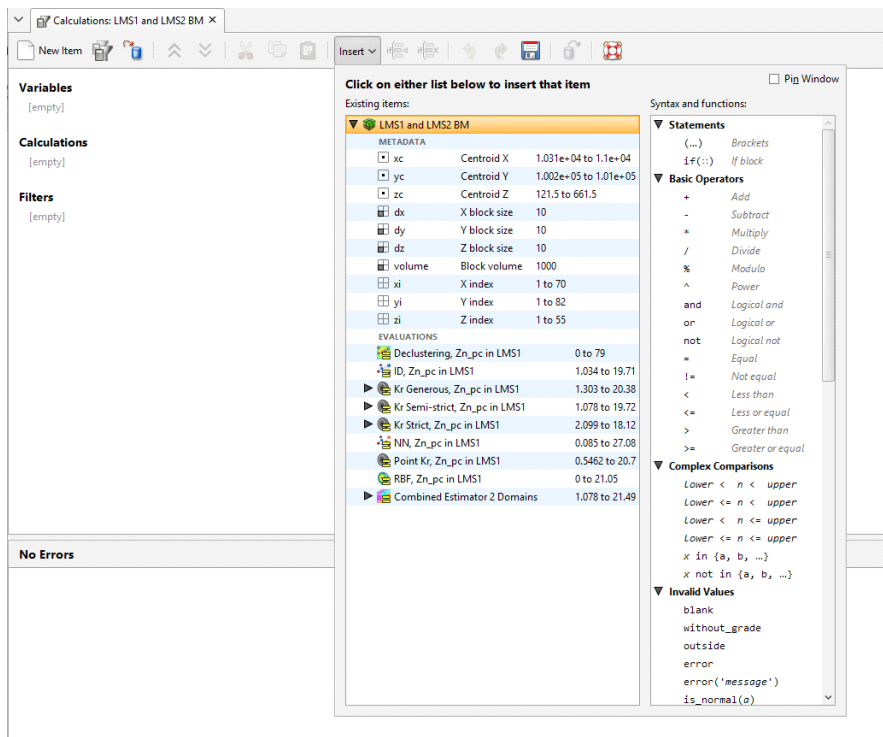 Calculations: LMS1 and LMS2 BM ×
New Item
Insert
if
if
Variables
[empty]
Calculations
[empty]
Filters
[empty]
No Errors
Click on either list below to insert that item
Pin Window
Existing items:
LMS1 and LMS2 BM
METADATA
xc Centroid X 1.031e+04 to 1.1e+04
yc Centroid Y 1.002e+05 to 1.01e+05
zc Centroid Z 121.5 to 661.5
dx X block size 10
dy Y block size 10
dz Z block size 10
volume Block volume 1000
xi X index 1 to 70
yi Y index 1 to 82
zi Z index 1 to 55
EVALUATIONS
Declustering, Zn_pc in LMS1 0 to 79
ID, Zn_pc in LMS1 1.034 to 19.71
Kr Generous, Zn_pc in LMS1 1.303 to 20.38
Kr Semi-strict, Zn_pc in LMS1 1.078 to 19.72
Kr Strict, Zn_pc in LMS1 2.099 to 18.12
NN, Zn_pc in LMS1 0.085 to 27.08
Point Kr, Zn_pc in LMS1 0.5462 to 20.7
RBF, Zn_pc in LMS1 0 to 21.05
Combined Estimator 2 Domains 1.078 to 21.49
Syntax and functions:
Statements
(…) Brackets
if(::) If block
Basic Operators
+ Add
- Subtract
* Multiply
/ Divide
% Modulo
^ Power
and Logical and
or Logical or
not Logical not
= Equal
!= Not equal
< Less than
<= Less or equal
> Greater than
>= Greater or equal
Complex Comparisons
Lower < n < upper
Lower <= n < upper
Lower < n <= upper
Lower <= n <= upper
x in {a, b, …}
x not in {a, b, …}
Invalid Values
blank
without_grade
outside
error
error('message')
is_normal(a)